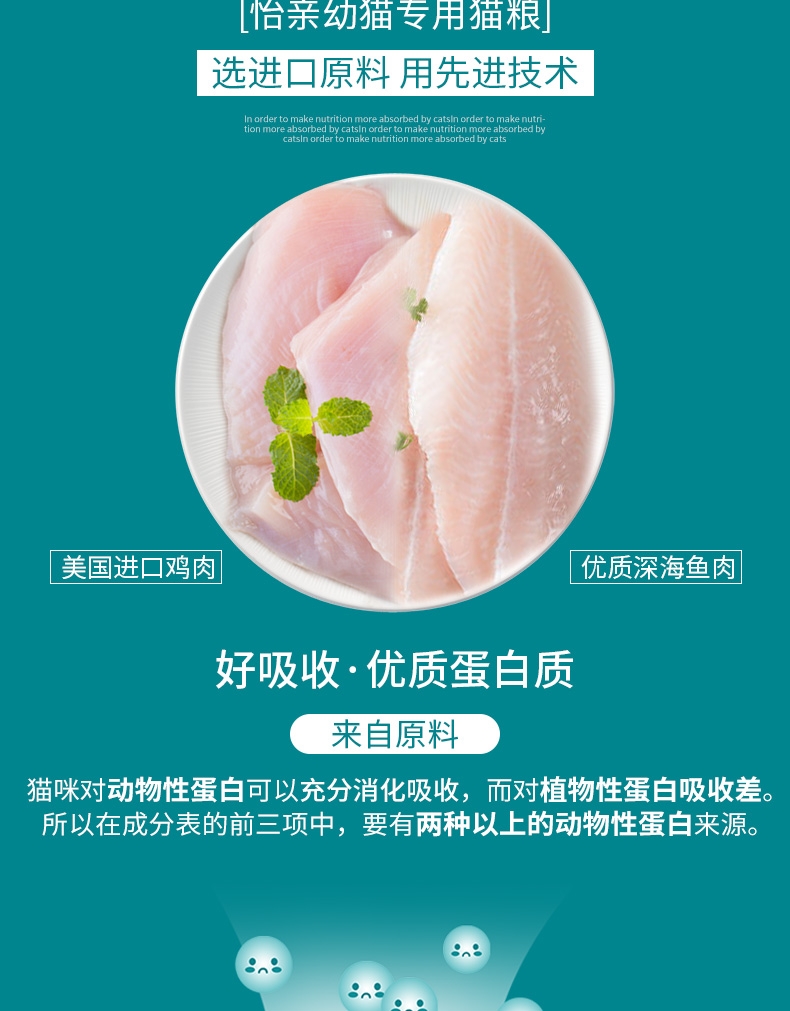 [怡亲幼猫专用猫粮]
选进口原料 用先进技术
In order to make nutrition more absorbed by catsIn order to make nutri-
tion more absorbed by catsIn order to make nutrition more absorbed by
catsIn order to make nutrition more absorbed by cats
美国进口鸡肉
优质深海鱼肉
好吸收·优质蛋白质
来自原料
猫咪对动物性蛋白可以充分消化吸收，而对植物性蛋白吸收差。
所以在成分表的前三项中，要有两种以上的动物性蛋白来源。